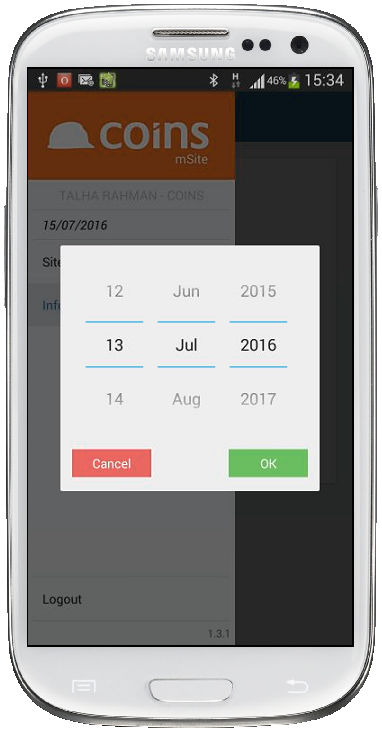 SAMSUNG
H 46% 15:34
coins
mSite
TALHA RAHMAN - COINS
15/07/2016
Site
Info
12 Jun 2015
13 Jul 2016
14 Aug 2017
Cancel OK
Logout
1.3.1